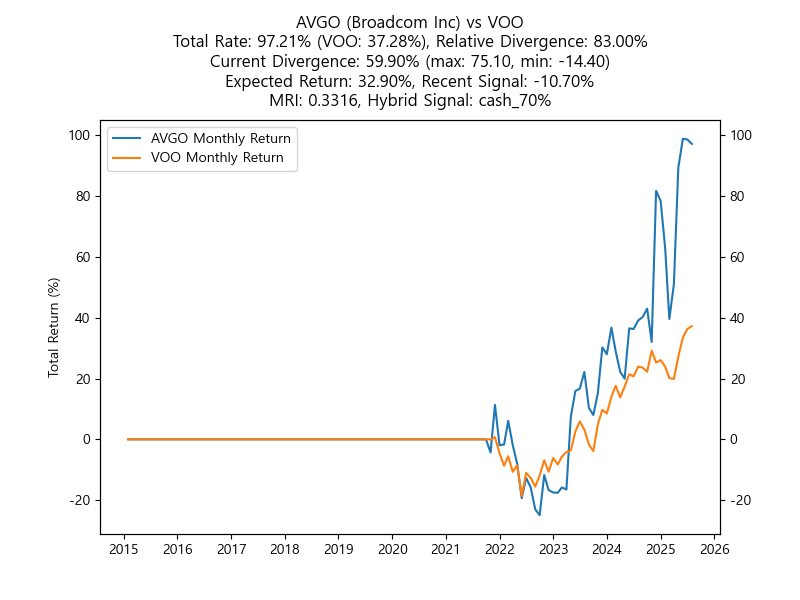 AVGO (Broadcom Inc) vs VOO
Total Rate: 97.21% (VOO: 37.28%), Relative Divergence: 83.00%
Current Divergence: 59.90% (max: 75.10, min: -14.40)
Expected Return: 32.90%, Recent Signal: -10.70%
MRI: 0.3316, Hybrid Signal: cash_70%
AVGO Monthly Return
VOO Monthly Return
Total Return (%)
100
80
60
40
20
0
-20
100
80
60
40
20
0
-20
2015 2016 2017 2018 2019 2020 2021 2022 2023 2024 2025 2026